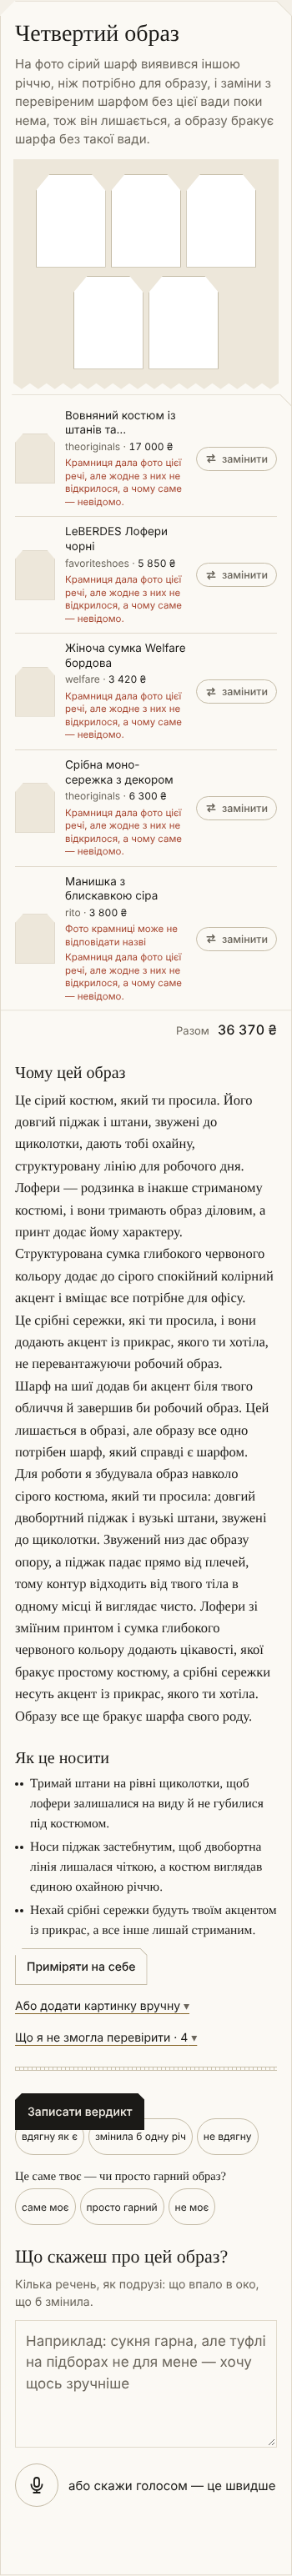 Четвертий образ
На фото сірий шарф виявився іншою
річчю, ніж потрібно для образу, і заміни з
перевіреним шарфом без цієї вади поки
нема, тож він лишається, а образу бракує
шарфа без такої вади.
Вовняний костюм із
штанів та...
theoriginals · 17 000 ₴
Крамниця дала фото цієї
речі, але жодне з них не
відкрилося, а чому саме
— невідомо.
замінити
LeBERDES Лофери
чорні
favoriteshoes · 5 850 ₴
Крамниця дала фото цієї
речі, але жодне з них не
відкрилося, а чому саме
— невідомо.
замінити
Жіноча сумка Welfare
бордова
welfare · 3 420 ₴
Крамниця дала фото цієї
речі, але жодне з них не
відкрилося, а чому саме
— невідомо.
замінити
Срібна моно-
сережка з декором
theoriginals · 6 300 ₴
Крамниця дала фото цієї
речі, але жодне з них не
відкрилося, а чому саме
— невідомо.
замінити
Манишка з
блискавкою сіра
rito · 3 800 ₴
Фото крамниці може не
відповідати назві
Крамниця дала фото цієї
речі, але жодне з них не
відкрилося, а чому саме
— невідомо.
замінити
Разом 36 370 ₴
Чому цей образ
Це сірий костюм, який ти просила. Його
довгий піджак і штани, звужені до
щиколотки, дають тобі охайну,
структуровану лінію для робочого дня.
Лофери — родзинка в інакше стриманому
костюмі, і вони тримають образ діловим, а
принт додає йому характеру.
Структурована сумка глибокого червоного
кольору додає до сірого спокійний колірний
акцент і вміщає все потрібне для офісу.
Це срібні сережки, які ти просила, і вони
додають акцент із прикрас, якого ти хотіла,
не перевантажуючи робочий образ.
Шарф на шиї додав би акцент біля твого
обличчя й завершив би робочий образ. Цей
лишається в образі, але образу все одно
потрібен шарф, який справді є шарфом.
Для роботи я збудувала образ навколо
сірого костюма, який ти просила: довгий
двобортний піджак і вузькі штани, звужені
до щиколотки. Звужений низ дає образу
опору, а піджак падає прямо від плечей,
тому контур відходить від твого тіла в
одному місці й виглядає чисто. Лофери зі
зміїним принтом і сумка глибокого
червоного кольору додають цікавості, якої
бракує простому костюму, а срібні сережки
несуть акцент із прикрас, якого ти хотіла.
Образу все ще бракує шарфа свого роду.
Як це носити
Тримай штани на рівні щиколотки, щоб
лофери залишалися на виду й не губилися
під костюмом.
Носи піджак застебнутим, щоб двобортна
лінія лишалася чіткою, а костюм виглядав
єдиною охайною річчю.
Нехай срібні сережки будуть твоїм акцентом
із прикрас, а все інше лишай стриманим.
Приміряти на себе
Або додати картинку вручну ▾
Що я не змогла перевірити · 4 ▾
Записати вердикт
вдягну як є
змінила б одну річ
не вдягну
Це саме твоє — чи просто гарний образ?
саме моє
просто гарний
не моє
Що скажеш про цей образ?
Кілька речень, як подрузі: що впало в око,
що б змінила.
Наприклад: сукня гарна, але туфлі
на підборах не для мене — хочу
щось зручніше
або скажи голосом — це швидше